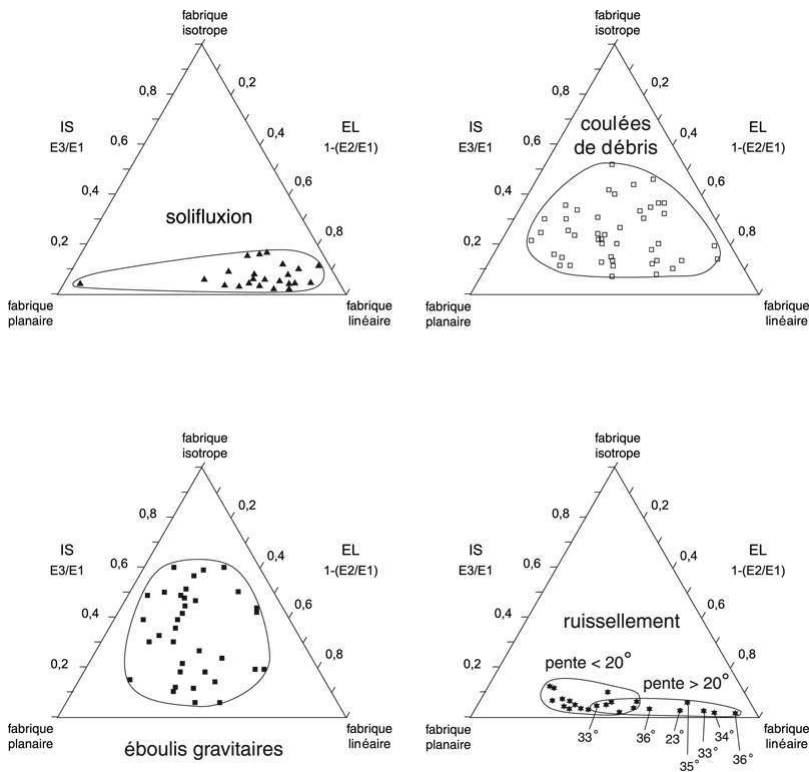 fabrique
isotrope
0,8
0,2
IS
E3/E1
EL
1-(E2/E1)
0,6
0,4
0,4
0,6
solifluxion
0,2
0,8
fabrique
planaire
fabrique
linéaire
fabrique
isotrope
0,8
0,2
IS
E3/E1
EL
1-(E2/E1)
coulées
de débris
0,6
0,4
0,4
0,6
0,2
0,8
fabrique
planaire
fabrique
linéaire
fabrique
isotrope
0,8
0,2
IS
E3/E1
EL
1-(E2/E1)
0,6
0,4
0,4
0,6
0,2
0,8
fabrique
planaire
fabrique
linéaire
éboulis gravitaires
fabrique
isotrope
0,8
0,2
IS
E3/E1
EL
1-(E2/E1)
0,6
0,4
0,4
0,6
ruissellement
0,2
0,8
pente < 20°
pente > 20°
fabrique
planaire
fabrique
linéaire
33°
36°
23°
35°
33°
34°
36°